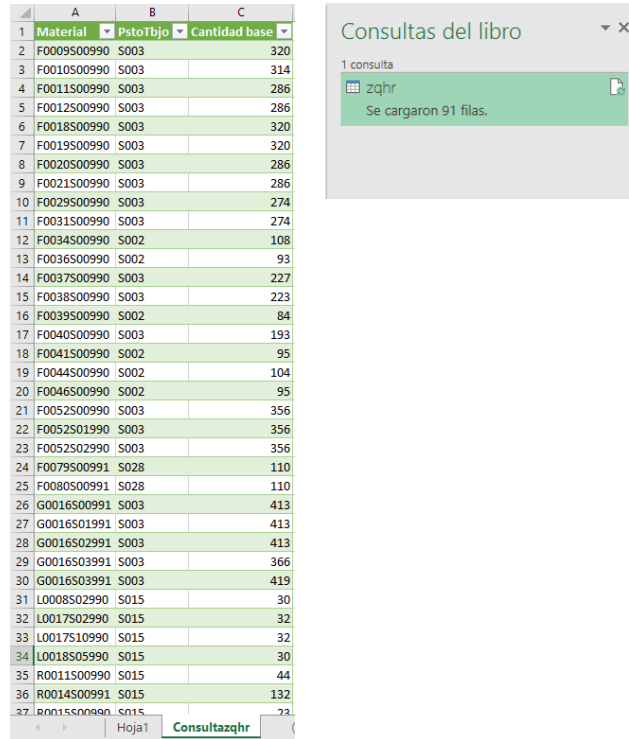 A B C
1 Material PstoTbjo Cantidad base
2 F0009S00990 S003 320
3 F0010S00990 S003 314
4 F0011S00990 S003 286
5 F0012S00990 S003 286
6 F0018S00990 S003 320
7 F0019S00990 S003 320
8 F0020S00990 S003 286
9 F0021S00990 S003 286
10 F0029S00990 S003 274
11 F0031S00990 S003 274
12 F0034S00990 S002 108
13 F0036S00990 S002 93
14 F0037S00990 S003 227
15 F0038S00990 S003 223
16 F0039S00990 S002 84
17 F0040S00990 S003 193
18 F0041S00990 S002 95
19 F0044S00990 S002 104
20 F0046S00990 S002 95
21 F0052S00990 S003 356
22 F0052S01990 S003 356
23 F0052S02990 S003 356
24 F0079S00991 S028 110
25 F0080S00991 S028 110
26 G0016S00991 S003 413
27 G0016S01991 S003 413
28 G0016S02991 S003 413
29 G0016S03991 S003 366
30 G0016S03991 S003 419
31 L0008S02990 S015 30
32 L0017S02990 S015 32
33 L0017S10990 S015 32
34 L0018S05990 S015 30
35 R0011S00990 S015 44
36 R0014S00991 S015 132
37 R0015S00990 S015 23
Hoja1 Consultazqhr
Consultas del libro
1 consulta
zqhr
Se cargaron 91 filas.